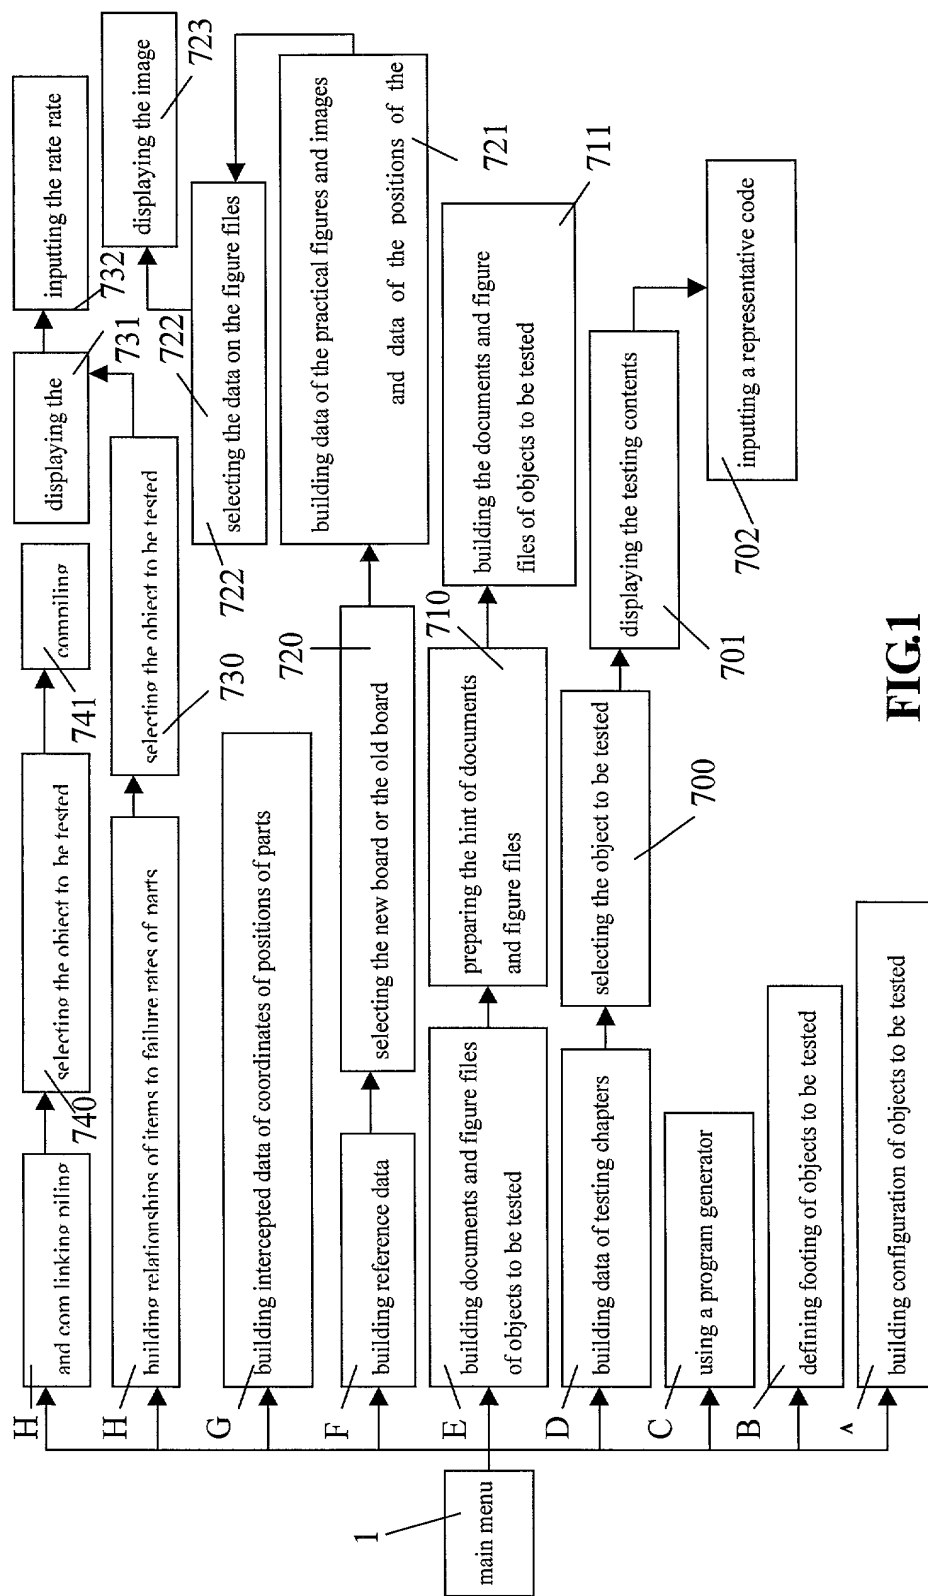 H
and com linking piling
740
selecting the object to be tested
741
compiling
displaying the
731
732
inputting the rate rate
H
building relationships of items to failure rates of parts
730
selecting the object to be tested
722
displaying the image
723
G
building intercepted data of coordinates of positions of parts
722
selecting the data on the figure files
F
building reference data
720
selecting the new board or the old board
building data of the practical figures and images
and data of the positions of the
721
E
building documents and figure files
of objects to be tested
710
preparing the hint of documents
and figure files
building the documents and figure
files of objects to be tested
711
1
main menu
D
building data of testing chapters
selecting the object to be tested
700
displaying the testing contents
701
C
using a program generator
702
inputting a representative code
B
defining footing of objects to be tested
building configuration of objects to be tested
FIG.1